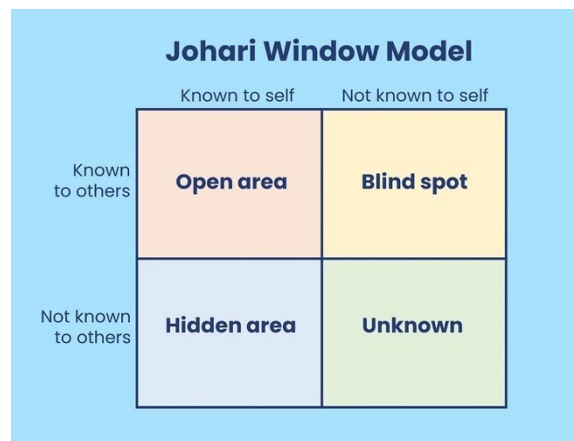 Johari Window Model
Known to self
Not known to self
Known
to others
Open area
Blind spot
Not known
to others
Hidden area
Unknown